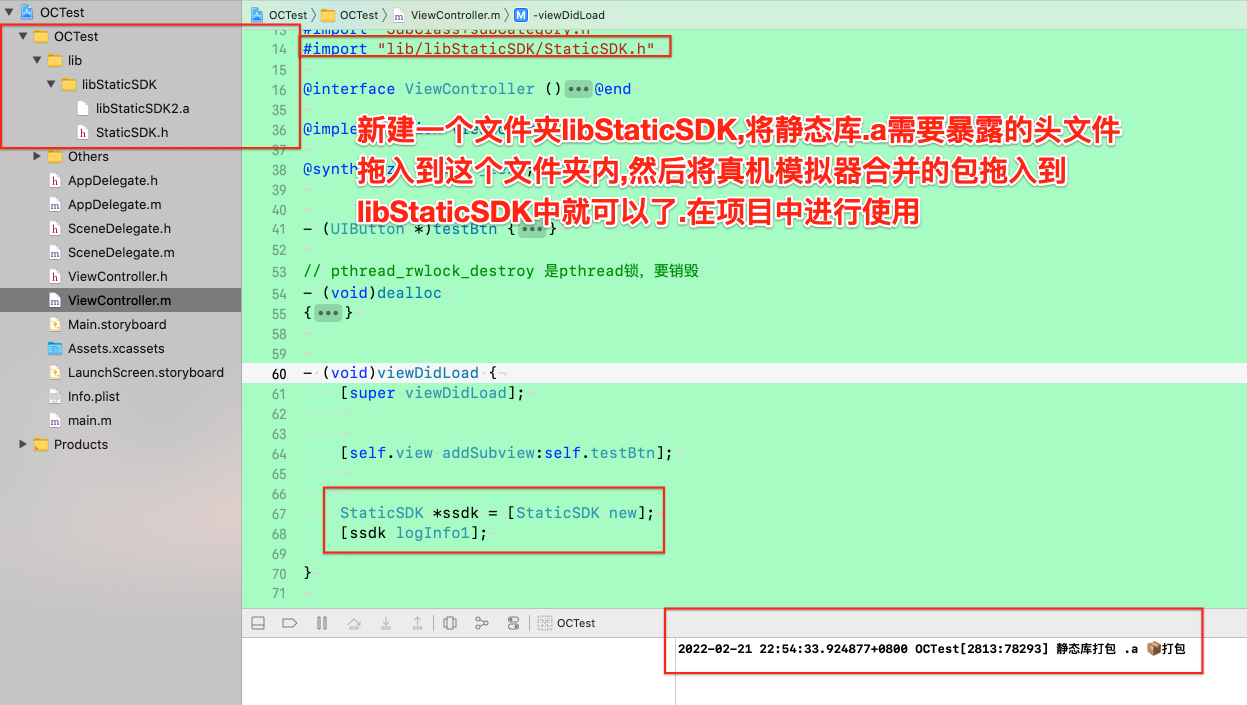 OCTest
OCTest
lib
libStaticSDK
libStaticSDK2.a
StaticSDK.h
Others
AppDelegate.h
AppDelegate.m
SceneDelegate.h
SceneDelegate.m
ViewController.h
ViewController.m
Main.storyboard
Assets.xcassets
LaunchScreen.storyboard
Info.plist
main.m
Products
OCTest 〉 OCTest 〉 ViewController.m 〉 M -viewDidLoad
13 #import "SubClass+subCategory.h"
14 #import "lib/libStaticSDK/StaticSDK.h"
15
16 @interface ViewController ()•••@end
35
36
37
38
39
40
41 - (UIButton *)testBtn {•••}
52
53 // pthread_rwlock_destroy 是pthread锁，要销毁
54 - (void)dealloc
55 {•••}
58
59
60 - (void)viewDidLoad {
61 [super viewDidLoad];
62
63
64 [self.view addSubview:self.testBtn];
65
66
67 StaticSDK *ssdk = [StaticSDK new];
68 [ssdk logInfo1];
69
70 }
71
新建一个文件夹libStaticSDK,将静态库.a需要暴露的头文件
拖入到这个文件夹内,然后将真机模拟器合并的包拖入到
libStaticSDK中就可以了.在项目中进行使用
OCTest
2022-02-21 22:54:33.924877+0800 OCTest[2813:78293] 静态库打包 .a 📦打包